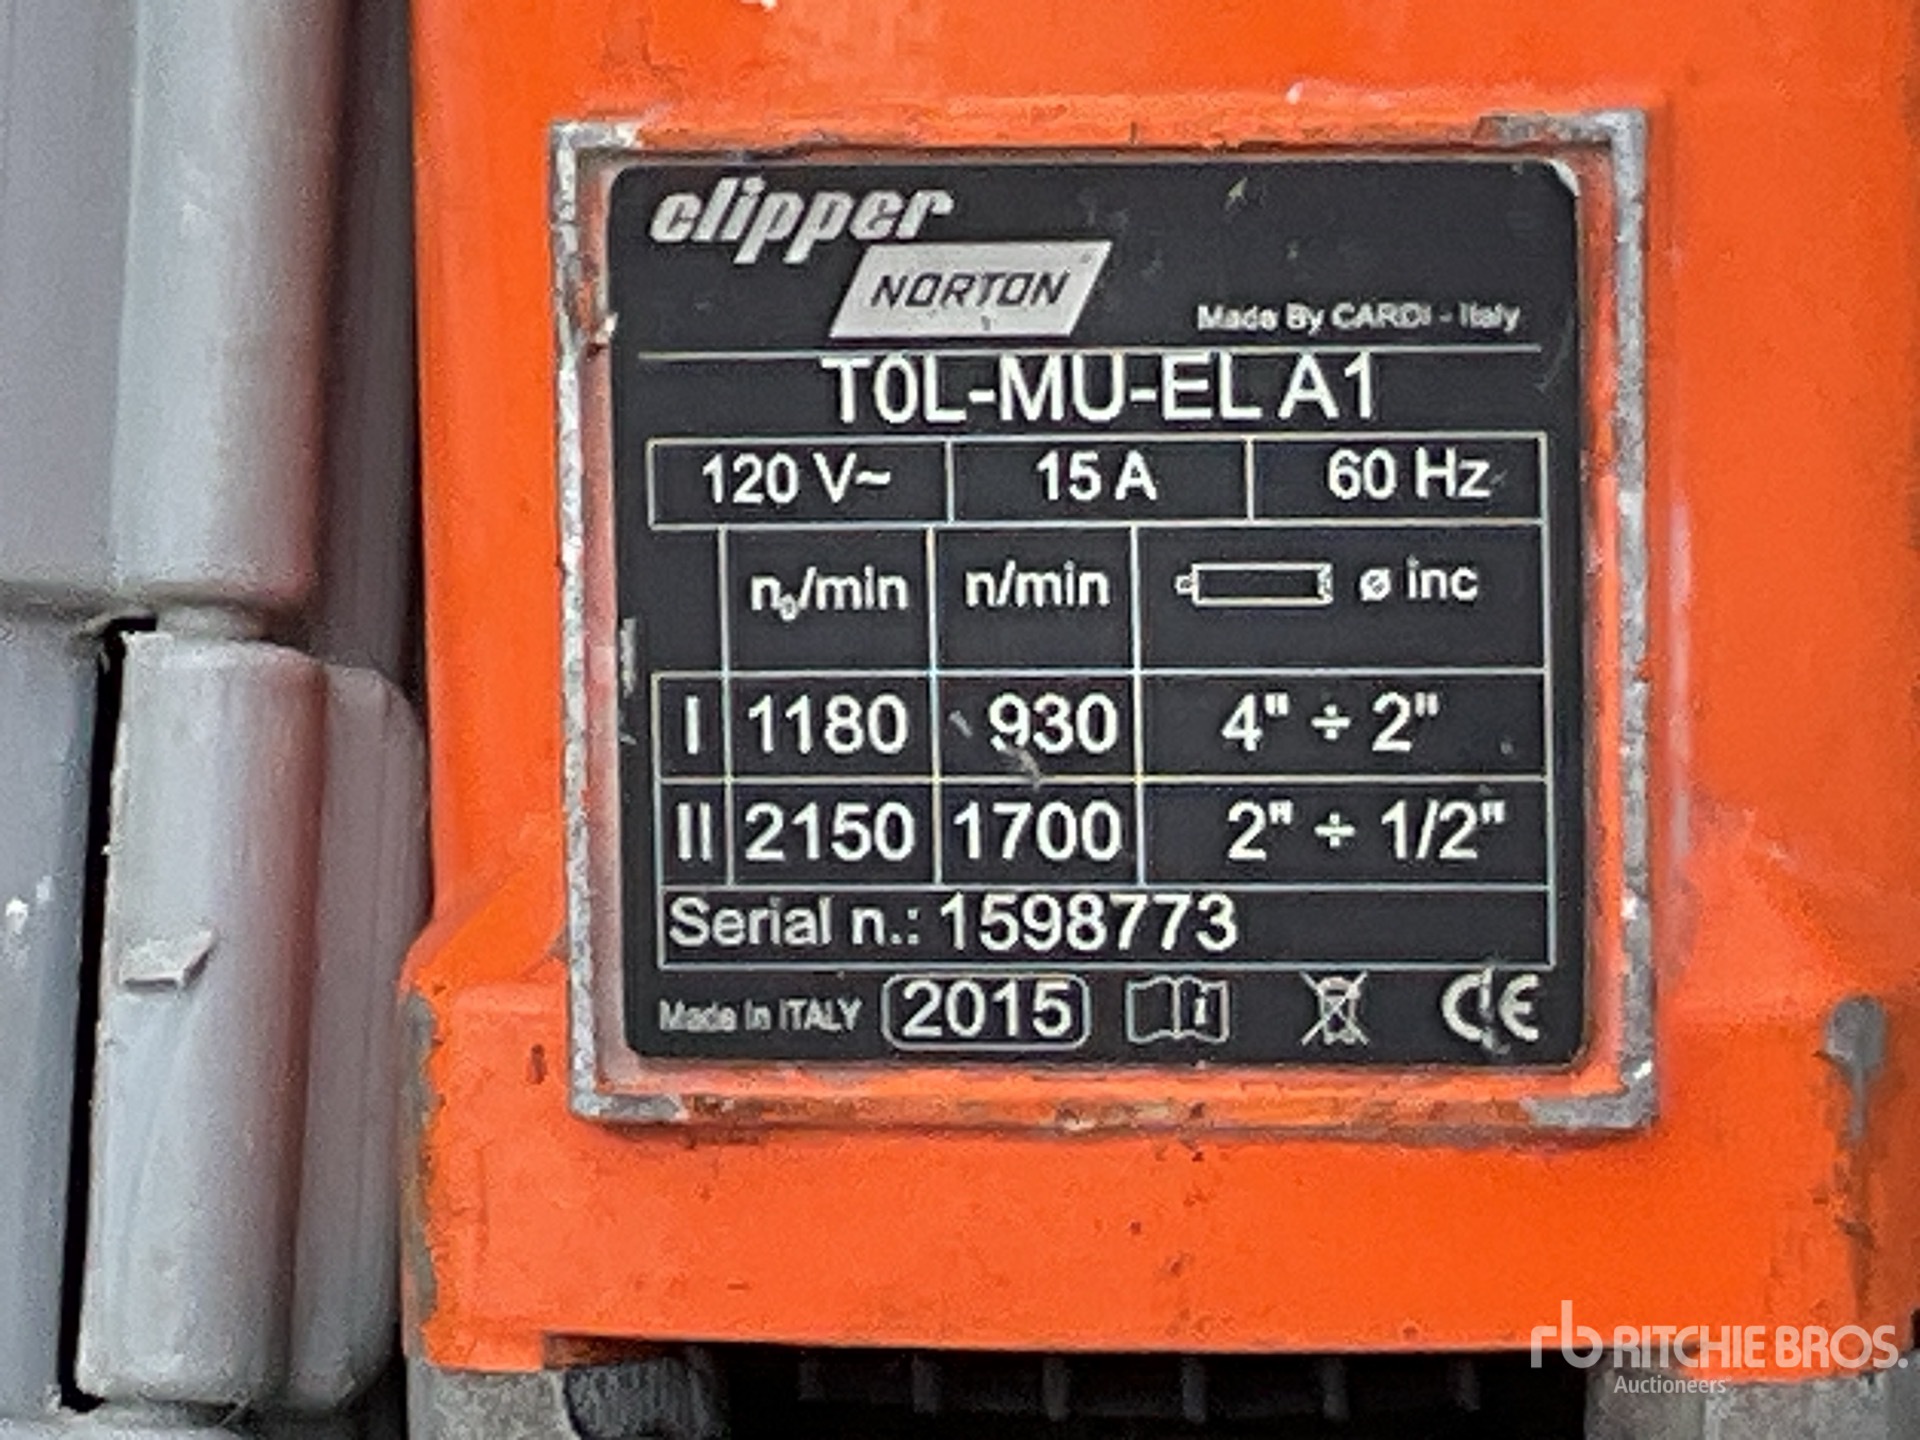 clipper
NORTON
Made By CARDI - Italy
T0L-MU-EL A1
120 V~ 15 A 60 Hz
n₀/min n/min ø inc
I 1180 930 4" ÷ 2"
II 2150 1700 2" ÷ 1/2"
Serial n.: 1598773
Made In ITALY 2015 i CE
rb RITCHIE BROS.
Auctioneers